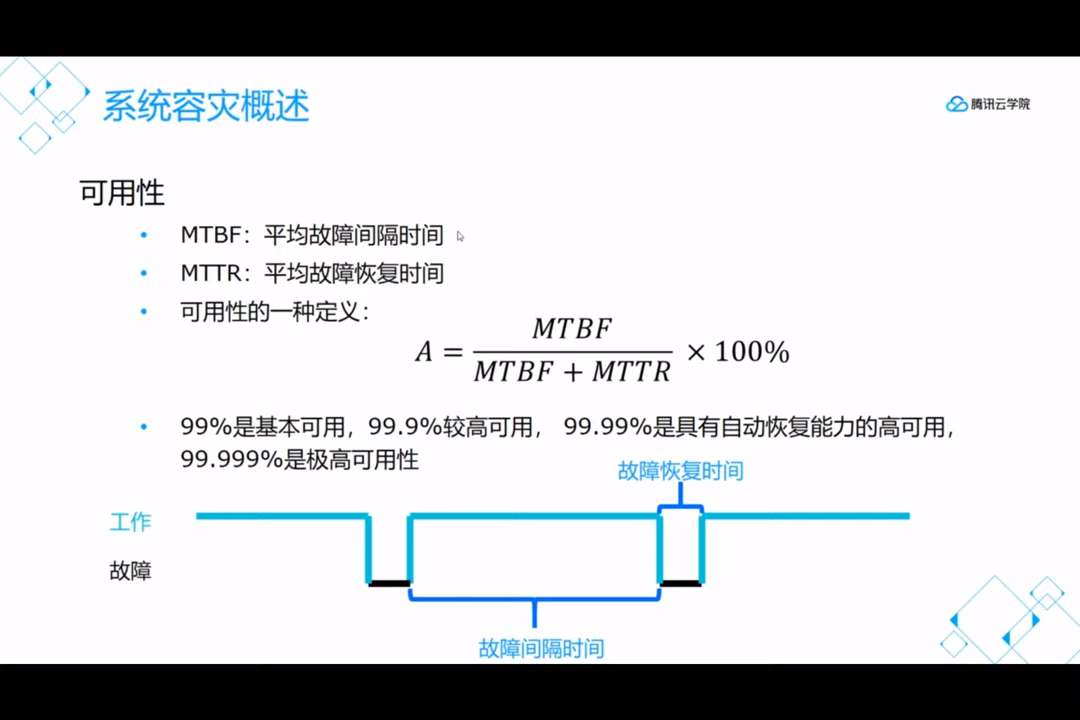 系统容灾概述
腾讯云学院
可用性
• MTBF：平均故障间隔时间
• MTTR：平均故障恢复时间
• 可用性的一种定义：
A = MTBF / (MTBF + MTTR) × 100%
• 99%是基本可用，99.9%较高可用， 99.99%是具有自动恢复能力的高可用，
99.999%是极高可用性
故障恢复时间
工作
故障
故障间隔时间